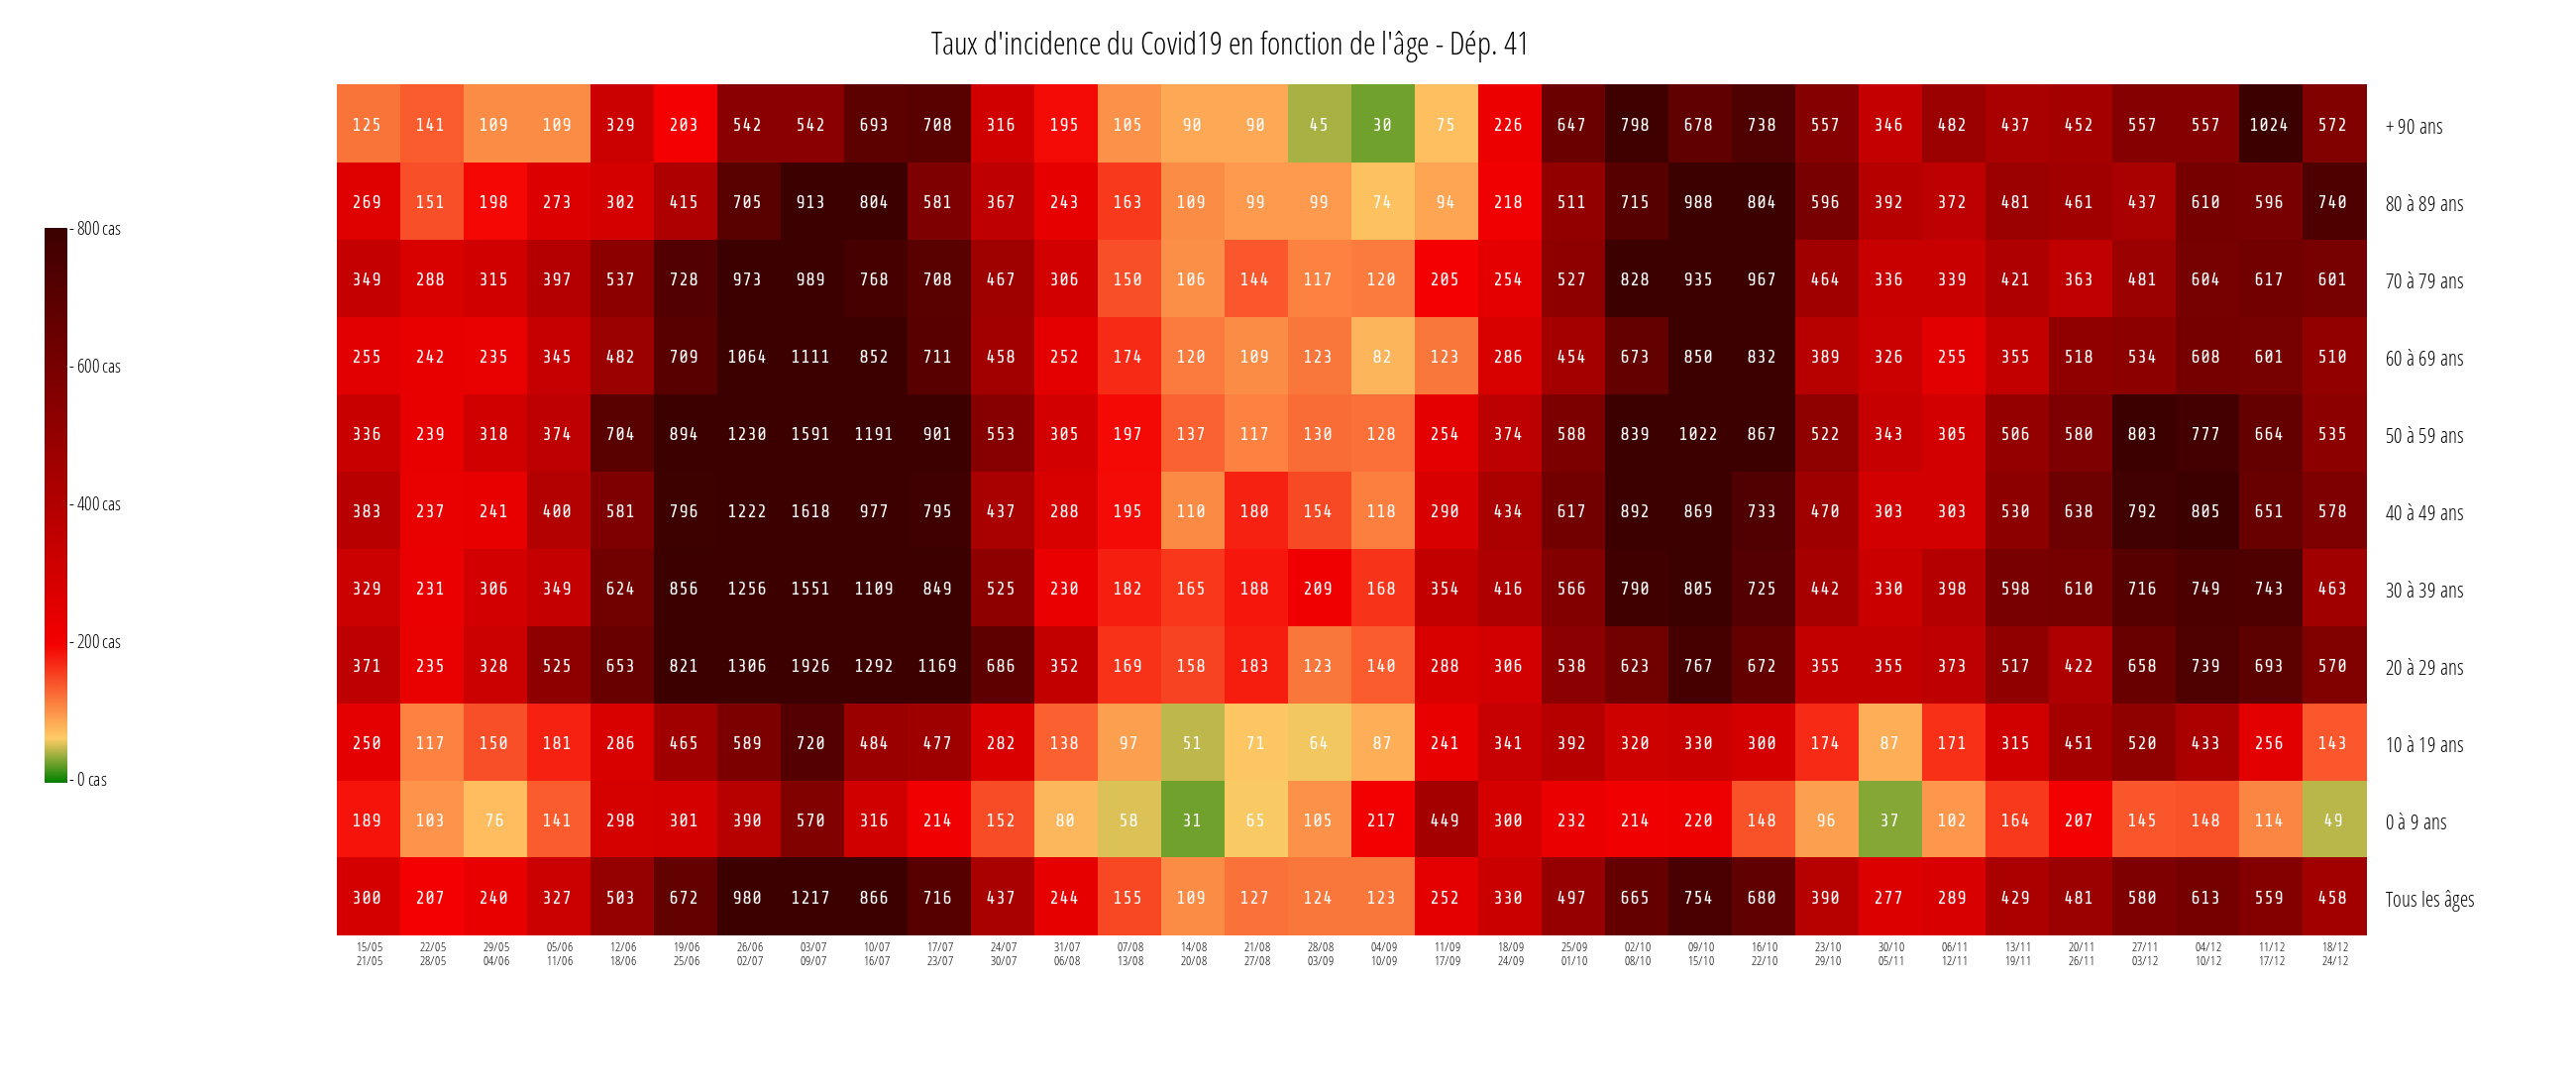 Taux d'incidence du Covid19 en fonction de l'âge - Dép. 41
- 800 cas
- 600 cas
- 400 cas
- 200 cas
- 0 cas
125 141 109 109 329 203 542 542 693 708 316 195 105 90 90 45 30 75 226 647 798 678 738 557 346 482 437 452 557 557 1024 572 + 90 ans
269 151 198 273 302 415 705 913 804 581 367 243 163 109 99 99 74 94 218 511 715 988 804 596 392 372 481 461 437 610 596 740 80 à 89 ans
349 288 315 397 537 728 973 989 768 708 467 306 150 106 144 117 120 205 254 527 828 935 967 464 336 339 421 363 481 604 617 601 70 à 79 ans
255 242 235 345 482 709 1064 1111 852 711 458 252 174 120 109 123 82 123 286 454 673 850 832 389 326 255 355 518 534 608 601 510 60 à 69 ans
336 239 318 374 704 894 1230 1591 1191 901 553 305 197 137 117 130 128 254 374 588 839 1022 867 522 343 305 506 580 803 777 664 535 50 à 59 ans
383 237 241 400 581 796 1222 1618 977 795 437 288 195 110 180 154 118 290 434 617 892 869 733 470 303 303 530 638 792 805 651 578 40 à 49 ans
329 231 306 349 624 856 1256 1551 1109 849 525 230 182 165 188 209 168 354 416 566 790 805 725 442 330 398 598 610 716 749 743 463 30 à 39 ans
371 235 328 525 653 821 1306 1926 1292 1169 686 352 169 158 183 123 140 288 306 538 623 767 672 355 355 373 517 422 658 739 693 570 20 à 29 ans
250 117 150 181 286 465 589 720 484 477 282 138 97 51 71 64 87 241 341 392 320 330 300 174 87 171 315 451 520 433 256 143 10 à 19 ans
189 103 76 141 298 301 390 570 316 214 152 80 58 31 65 105 217 449 300 232 214 220 148 96 37 102 164 207 145 148 114 49 0 à 9 ans
300 207 240 327 503 672 980 1217 866 716 437 244 155 109 127 124 123 252 330 497 665 754 680 390 277 289 429 481 580 613 559 458 Tous les âges
15/05 22/05 29/05 05/06 12/06 19/06 26/06 03/07 10/07 17/07 24/07 31/07 07/08 14/08 21/08 28/08 04/09 11/09 18/09 25/09 02/10 09/10 16/10 23/10 30/10 06/11 13/11 20/11 27/11 04/12 11/12 18/12
21/05 28/05 04/06 11/06 18/06 25/06 02/07 09/07 16/07 23/07 30/07 06/08 13/08 20/08 27/08 03/09 10/09 17/09 24/09 01/10 08/10 15/10 22/10 29/10 05/11 12/11 19/11 26/11 03/12 10/12 17/12 24/12